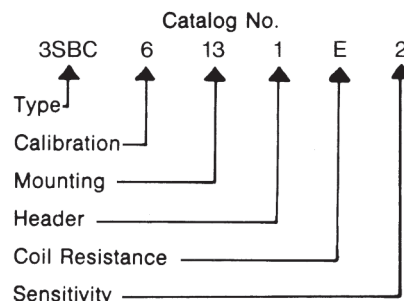 Catalog No.
3SBC 6 13 1 E 2
Type
Calibration
Mounting
Header
Coil Resistance
Sensitivity